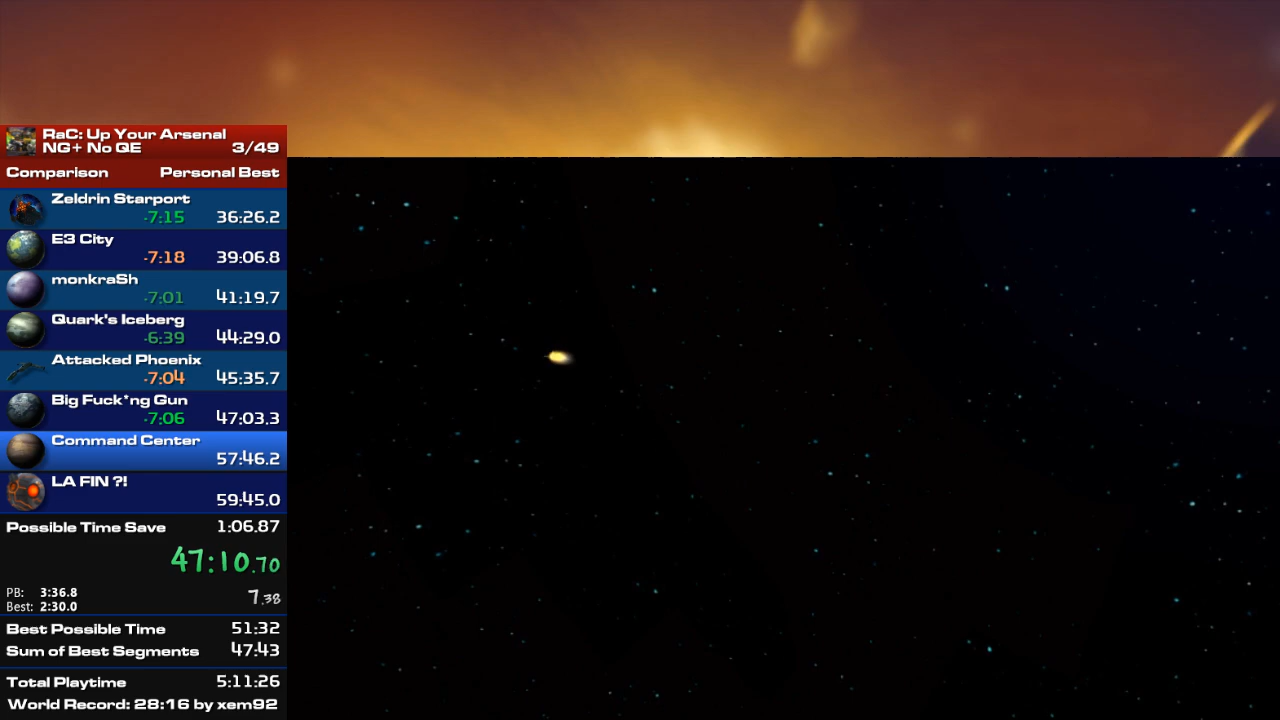 RaC: Up Your Arsenal
NG+ No QE 3/49
Comparison Personal Best
Zeldrin Starport
-7:15 36:26.2
E3 City
-7:18 39:06.8
monkraSh
-7:01 41:19.7
Quark's Iceberg
-6:39 44:29.0
Attacked Phoenix
-7:04 45:35.7
Big Fuck*ng Gun
-7:06 47:03.3
Command Center
57:46.2
LA FIN ?!
59:45.0
Possible Time Save 1:06.87
47:10.70
PB: 3:36.8
7.38
Best: 2:30.0
Best Possible Time 51:32
Sum of Best Segments 47:43
Total Playtime 5:11:26
World Record: 28:16 by xem92